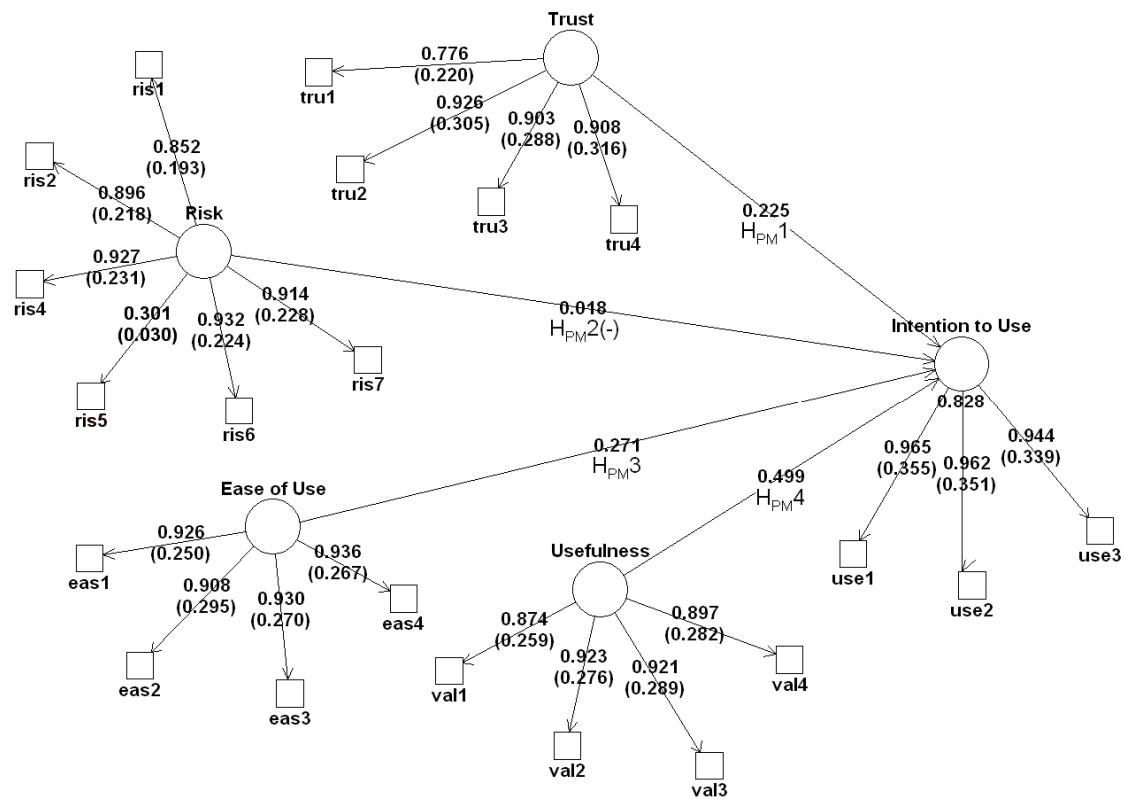 Trust
0.776
(0.220)
tru1
0.926
(0.305)
tru2
0.903
(0.288)
tru3
0.908
(0.316)
tru4
0.225
H_PM1
ris1
0.852
(0.193)
ris2
0.896
(0.218)
Risk
0.927
(0.231)
ris4
0.301
(0.030)
ris5
0.932
(0.224)
ris6
0.914
(0.228)
ris7
0.018
H_PM2(-)
Intention to Use
0.828
0.965
(0.355)
use1
0.962
(0.351)
use2
0.944
(0.339)
use3
0.271
H_PM3
Ease of Use
0.926
(0.250)
eas1
0.908
(0.295)
eas2
0.930
(0.270)
eas3
0.936
(0.267)
eas4
0.499
H_PM4
Usefulness
0.874
(0.259)
val1
0.923
(0.276)
val2
0.921
(0.289)
val3
0.897
(0.282)
val4